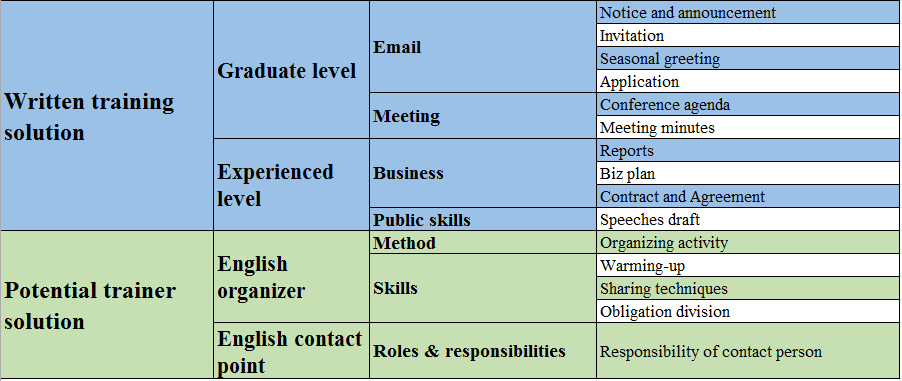 Written training
solution
Graduate level
Email
Notice and announcement
Invitation
Seasonal greeting
Application
Meeting
Conference agenda
Meeting minutes
Experienced
level
Business
Reports
Biz plan
Contract and Agreement
Public skills
Speeches draft
Potential trainer
solution
English
organizer
Method
Organizing activity
Skills
Warming-up
Sharing techniques
Obligation division
English contact
point
Roles & responsibilities
Responsibility of contact person